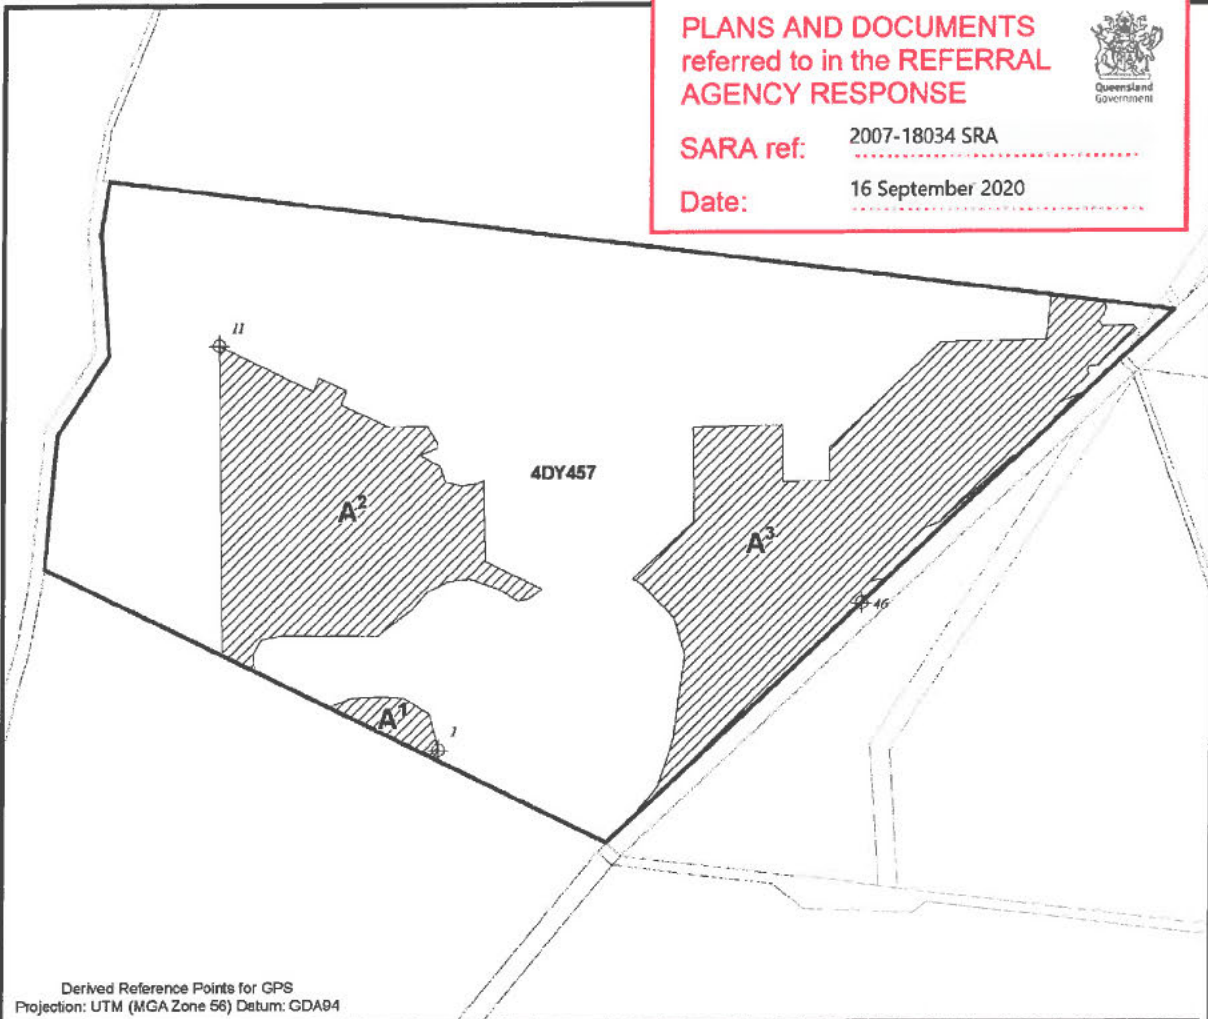 PLANS AND DOCUMENTS
referred to in the REFERRAL
AGENCY RESPONSE
Queensland
Government
SARA ref: 2007-18034 SRA
Date: 16 September 2020
11
4DY457
A²
A³
46
A¹
1
Derived Reference Points for GPS
Projection: UTM (MGA Zone 56) Datum: GDA94